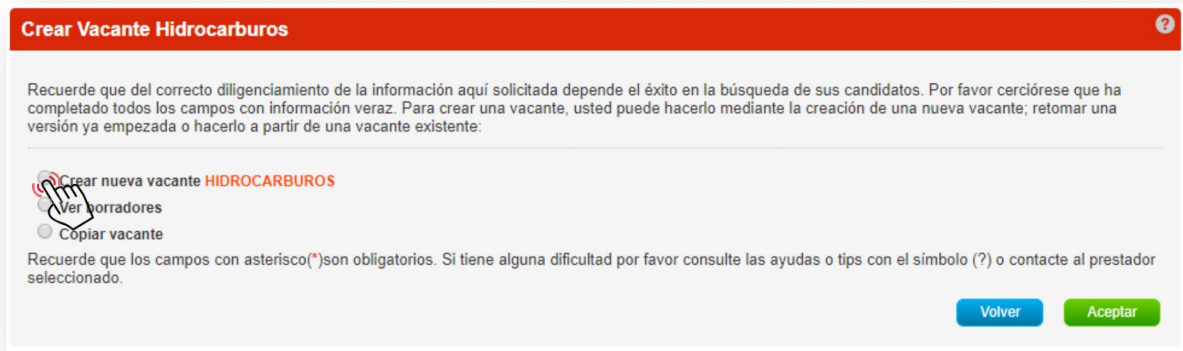 Crear Vacante Hidrocarburos
?
Recuerde que del correcto diligenciamiento de la información aquí solicitada depende el éxito en la búsqueda de sus candidatos. Por favor cerciórese que ha
completado todos los campos con información veraz. Para crear una vacante, usted puede hacerlo mediante la creación de una nueva vacante; retomar una
versión ya empezada o hacerlo a partir de una vacante existente:
Crear nueva vacante HIDROCARBUROS
Ver borradores
Copiar vacante
Recuerde que los campos con asterisco(*)son obligatorios. Si tiene alguna dificultad por favor consulte las ayudas o tips con el símbolo (?) o contacte al prestador
seleccionado.
Volver
Aceptar